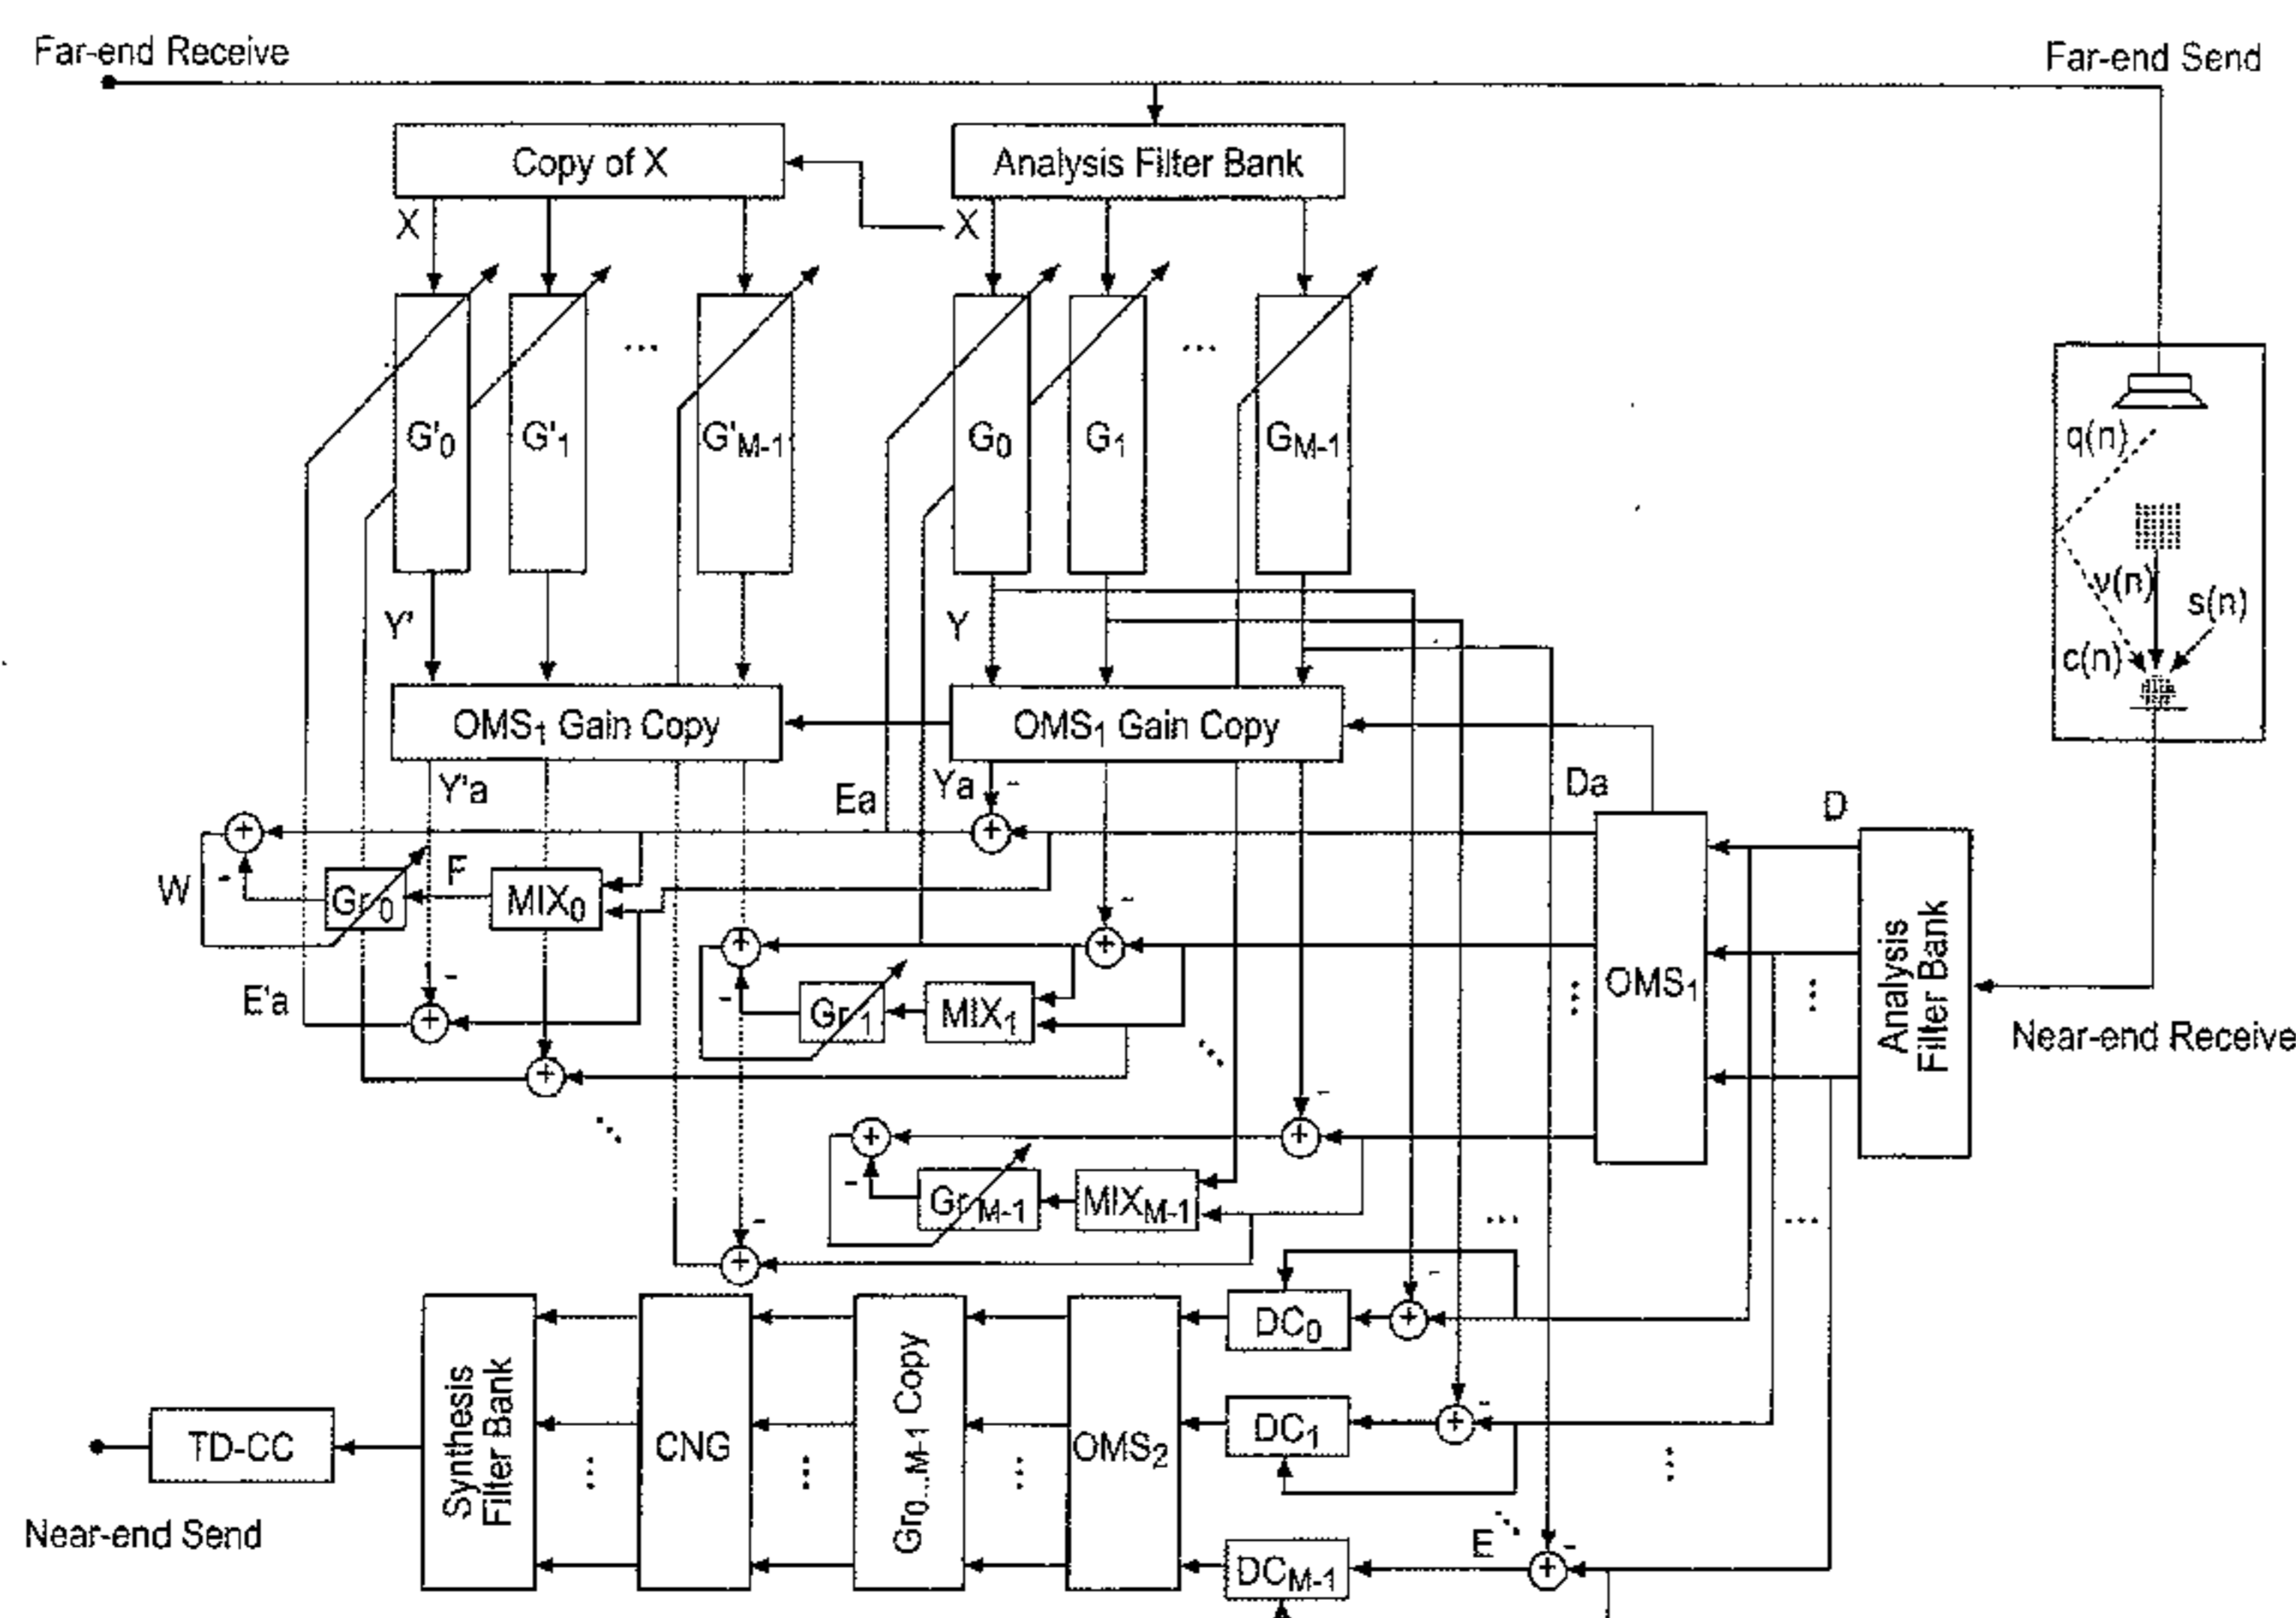 Far-end Receive
Far-end Send
Copy of X
Analysis Filter Bank
X
X
q(n)
G'0
G'1
...
G'M-1
G0
G1
...
GM-1
v(n)
s(n)
c(n)
Y'
Y
OMS1 Gain Copy
OMS1 Gain Copy
Y'a
Ea
Ya
-
Da
D
+
+
W
-
Gr0
F
MIX0
-
+
+
OMS1
Analysis
Filter Bank
E'a
-
+
-
Gr1
MIX1
...
...
Near-end Receive
+
...
...
-
+
+
-
GrM-1
MIXM-1
-
+
...
...
-
DC0
+
Synthesis
Filter Bank
CNG
Gr0...M-1 Copy
OMS2
DC1
+
-
TD-CC
...
...
...
...
Near-end Send
E
...
-
DCM-1
+